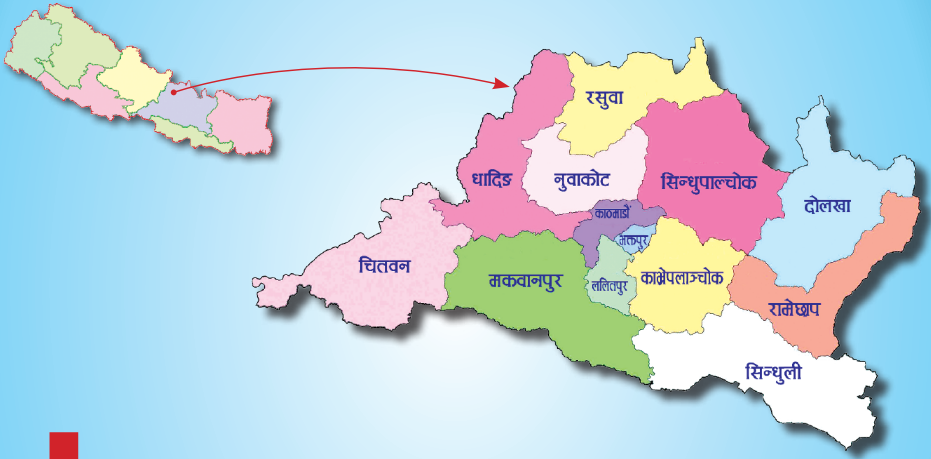 रसुवा
धादिङ
नुवाकोट
सिन्धुपाल्चोक
दोलखा
काठमाडौं
भक्तपुर
चितवन
मकवानपुर
ललितपुर
काभ्रेपलाञ्चोक
रामेछाप
सिन्धुली